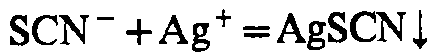 SCN⁻ + Ag⁺ = AgSCN↓